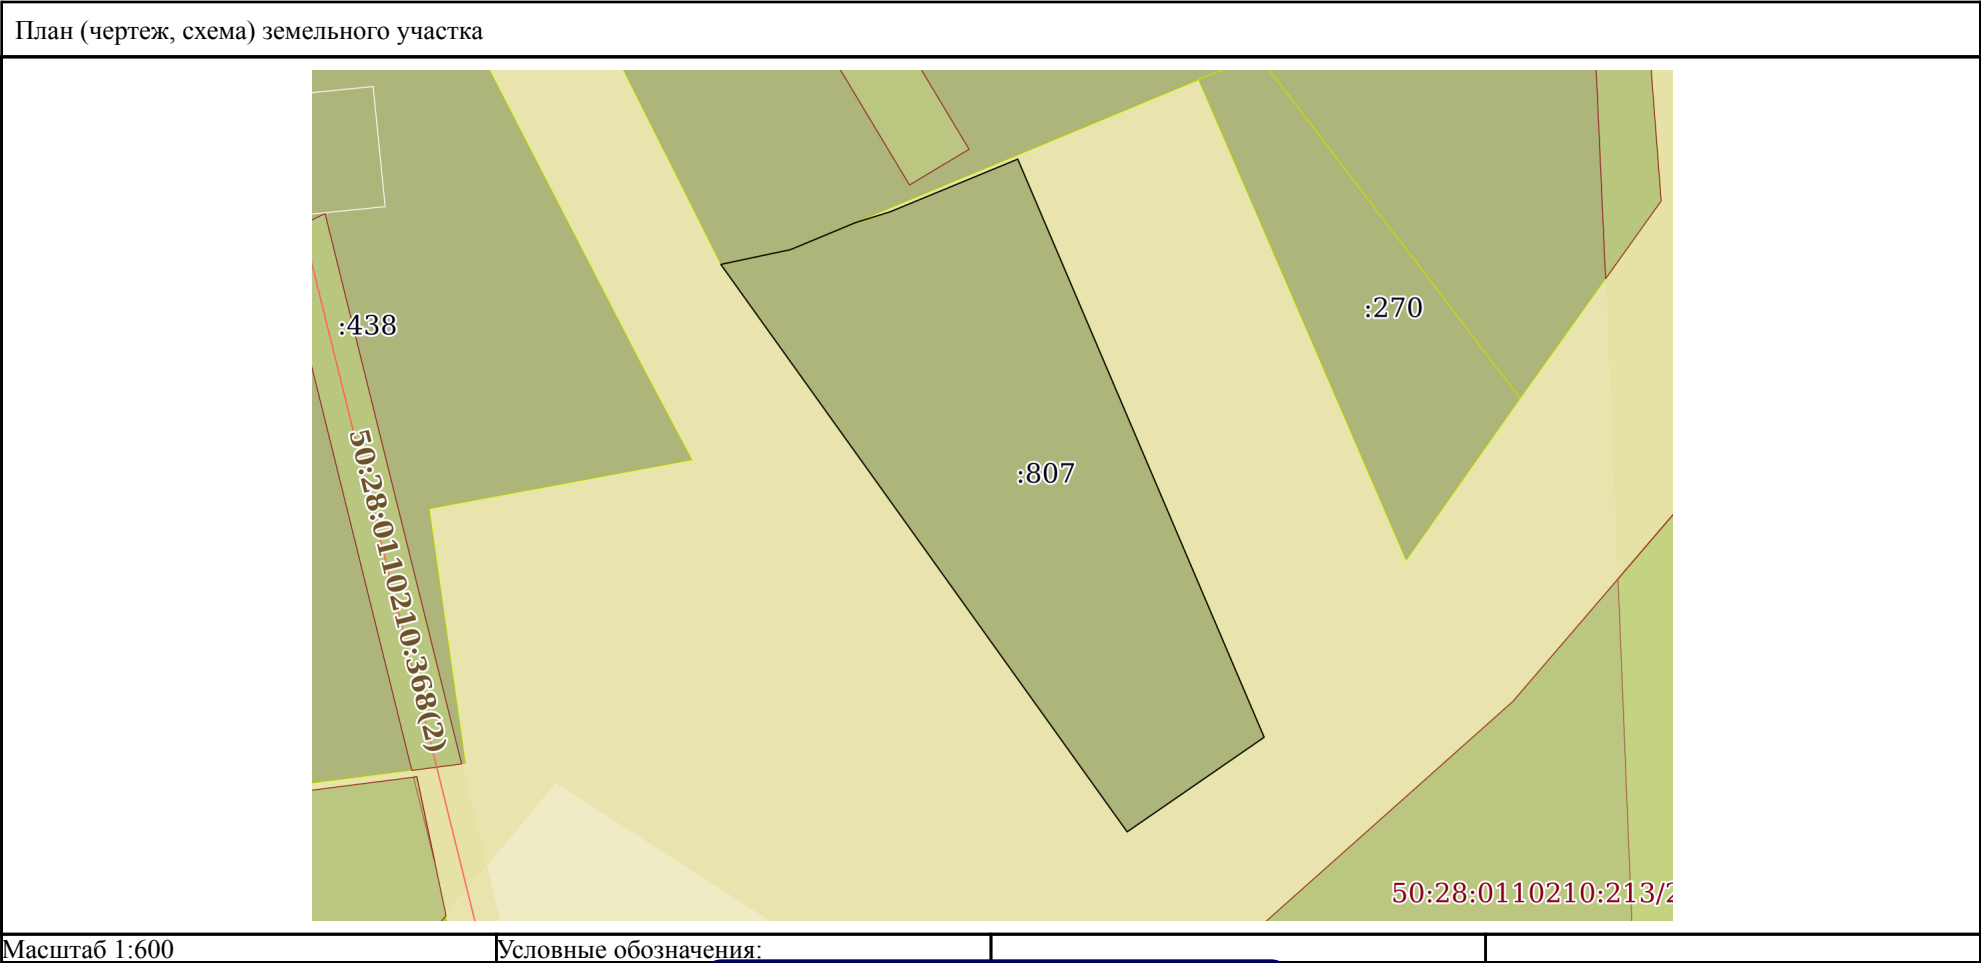 План (чертеж, схема) земельного участка
:270
:438
:807
50:28:0110210:368(2)
50:28:0110210:213/2
Масштаб 1:600
Условные обозначения: